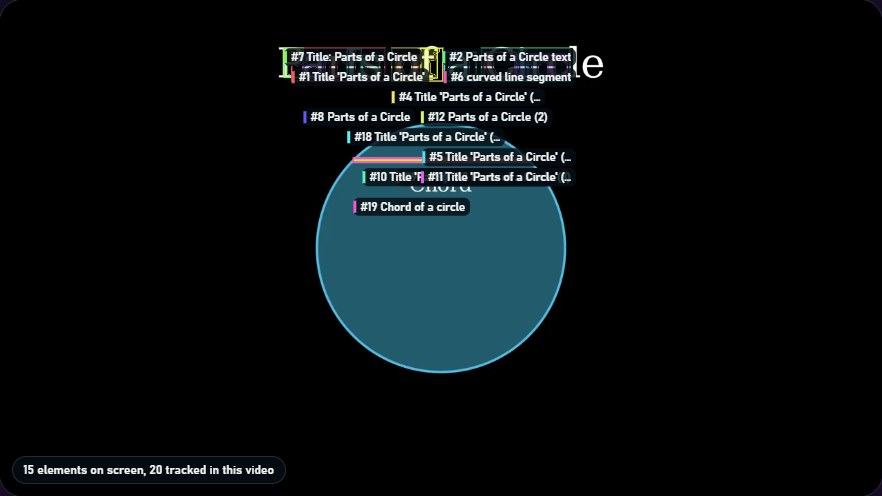 Parts of a Circle
#7 Title: Parts of a Circle
#2 Parts of a Circle text
#1 Title 'Parts of a Circle'
#6 curved line segment
#4 Title 'Parts of a Circle' (…
#8 Parts of a Circle
#12 Parts of a Circle (2)
#18 Title 'Parts of a Circle' (…
#5 Title 'Parts of a Circle' (…
#10 Title 'P
#11 Title 'Parts of a Circle' (…
Chord
#19 Chord of a circle
15 elements on screen, 20 tracked in this video